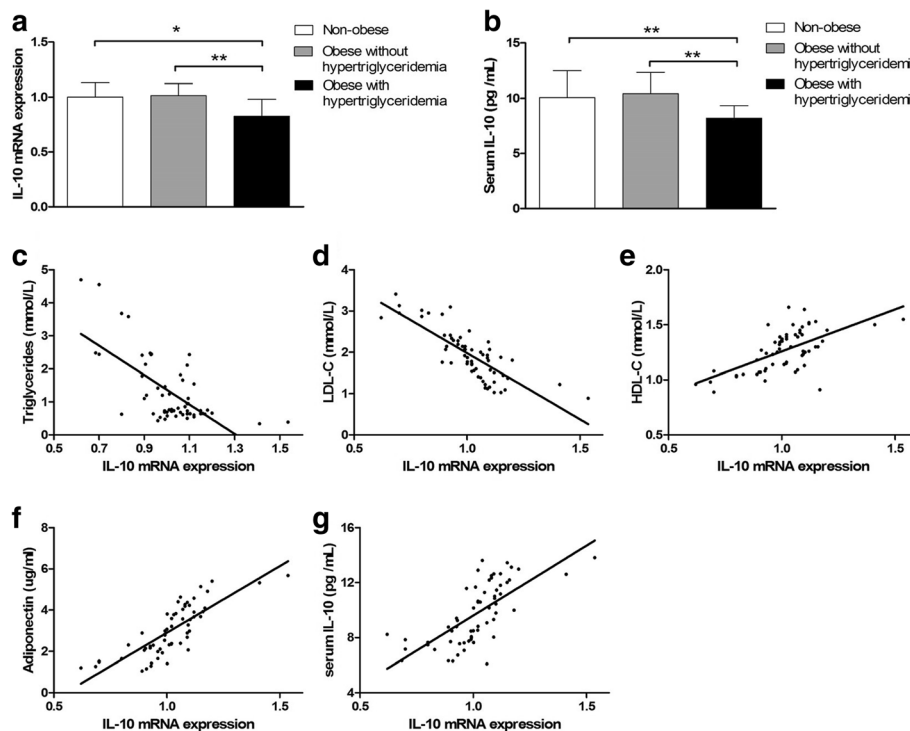 a
*
**
IL-10 mRNA expression
1.5
1.0
0.5
0.0
Non-obese
Obese without
hypertriglyceridemia
Obese with
hypertriglyceridemia
b
**
**
Serum IL-10 (pg /mL)
15
10
5
0
Non-obese
Obese without
hypertriglyceridemi
Obese with
hypertriglyceridemi
c
Triglycerides (mmol/L)
5
4
3
2
1
0
0.5 0.7 0.9 1.1 1.3 1.5
IL-10 mRNA expression
d
LDL-C (mmol/L)
4
3
2
1
0
0.5 1.0 1.5
IL-10 mRNA expression
e
HDL-C (mmol/L)
2.0
1.5
1.0
0.5
0.5 1.0 1.5
IL-10 mRNA expression
f
Adiponectin (ug/ml)
8
6
4
2
0
0.5 1.0 1.5
IL-10 mRNA expression
g
serum IL-10 (pg /mL)
16
12
8
4
0.5 1.0 1.5
IL-10 mRNA expression